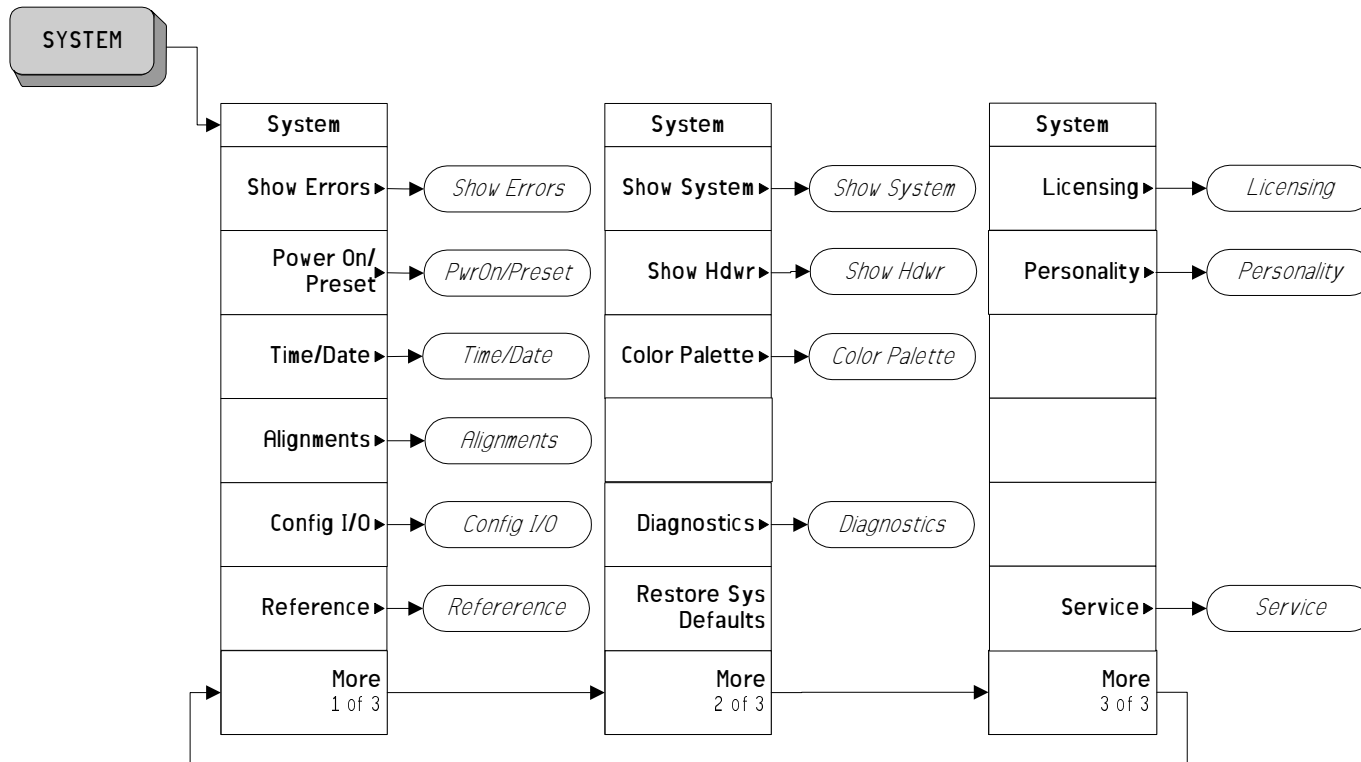 SYSTEM
System
Show Errors
Show Errors
Power On/
Preset
PwrOn/Preset
Time/Date
Time/Date
Alignments
Alignments
Config I/O
Config I/O
Reference
Refererence
More
1 of 3
System
Show System
Show System
Show Hdwr
Show Hdwr
Color Palette
Color Palette
Diagnostics
Diagnostics
Restore Sys
Defaults
More
2 of 3
System
Licensing
Licensing
Personality
Personality
Service
Service
More
3 of 3